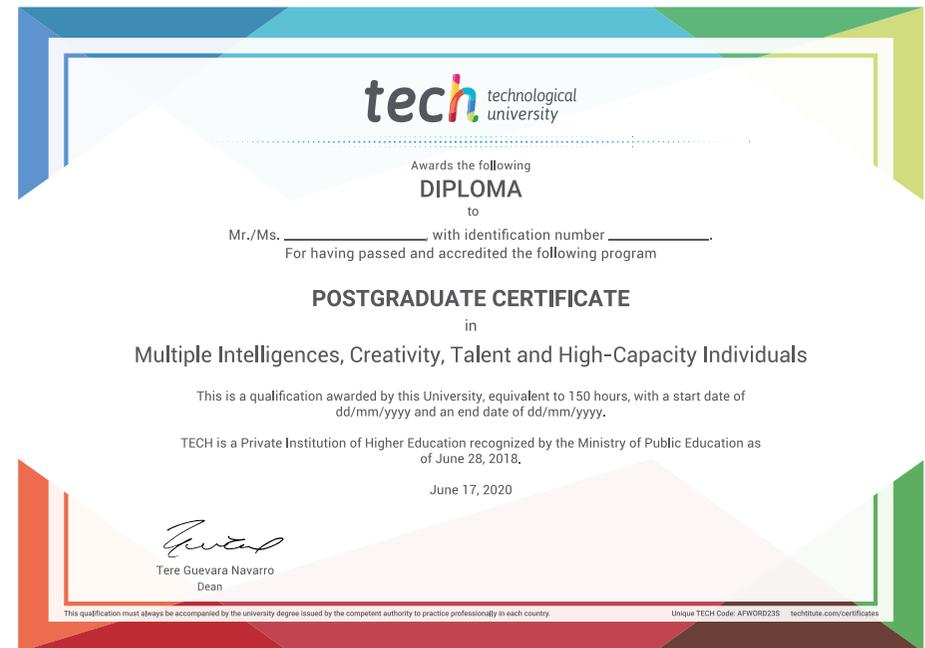 tech technological
university
Awards the following
DIPLOMA
to
Mr./Ms. ______________, with identification number __________.
For having passed and accredited the following program
POSTGRADUATE CERTIFICATE
in
Multiple Intelligences, Creativity, Talent and High-Capacity Individuals
This is a qualification awarded by this University, equivalent to 150 hours, with a start date of
dd/mm/yyyy and an end date of dd/mm/yyyy.
TECH is a Private Institution of Higher Education recognized by the Ministry of Public Education as
of June 28, 2018.
June 17, 2020
Tere Guevara Navarro
Dean
This qualification must always be accompanied by the university degree issued by the competent authority to practice professionally in each country. Unique TECH Code: AFWORD23S techtitute.com/certificates